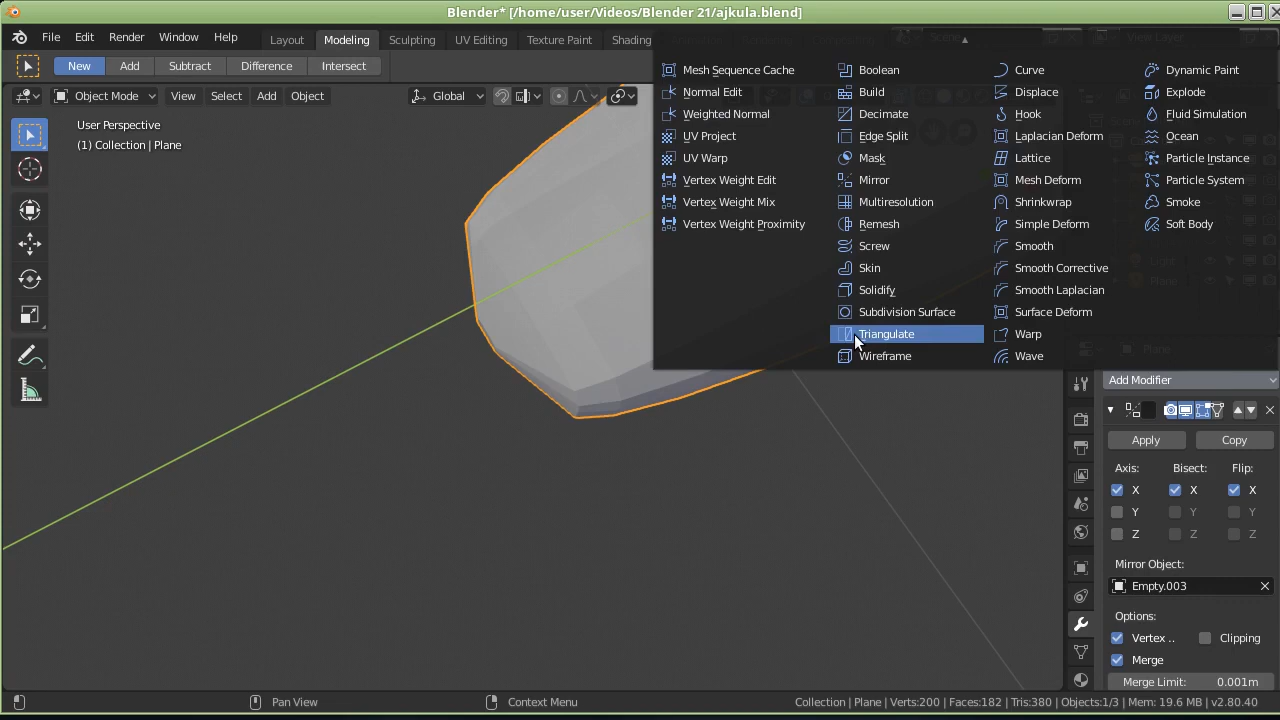 Blender* [/home/user/Videos/Blender 21/ajkula.blend]
File Edit Render Window Help Layout Modeling Sculpting UV Editing Texture Paint Shading
New Add Subtract Difference Intersect
Object Mode View Select Add Object Global
User Perspective
(1) Collection | Plane
Mesh Sequence Cache Boolean Curve Dynamic Paint
Normal Edit Build Displace Explode
Weighted Normal Decimate Hook Fluid Simulation
UV Project Edge Split Laplacian Deform Ocean
UV Warp Mask Lattice Particle Instance
Vertex Weight Edit Mirror Mesh Deform Particle System
Vertex Weight Mix Multiresolution Shrinkwrap Smoke
Vertex Weight Proximity Remesh Simple Deform Soft Body
Screw Smooth
Skin Smooth Corrective
Solidify Smooth Laplacian
Subdivision Surface Surface Deform
Triangulate Warp
Wireframe Wave
Plane
Add Modifier
Apply Copy
Axis: Bisect: Flip:
X X X
Y Y Y
Z Z Z
Mirror Object:
Empty.003
Options:
Vertex .. Clipping
Merge
Merge Limit: 0.001m
Pan View Context Menu Collection | Plane | Verts:200 | Faces:182 | Tris:380 | Objects:1/3 | Mem: 19.6 MB | v2.80.40